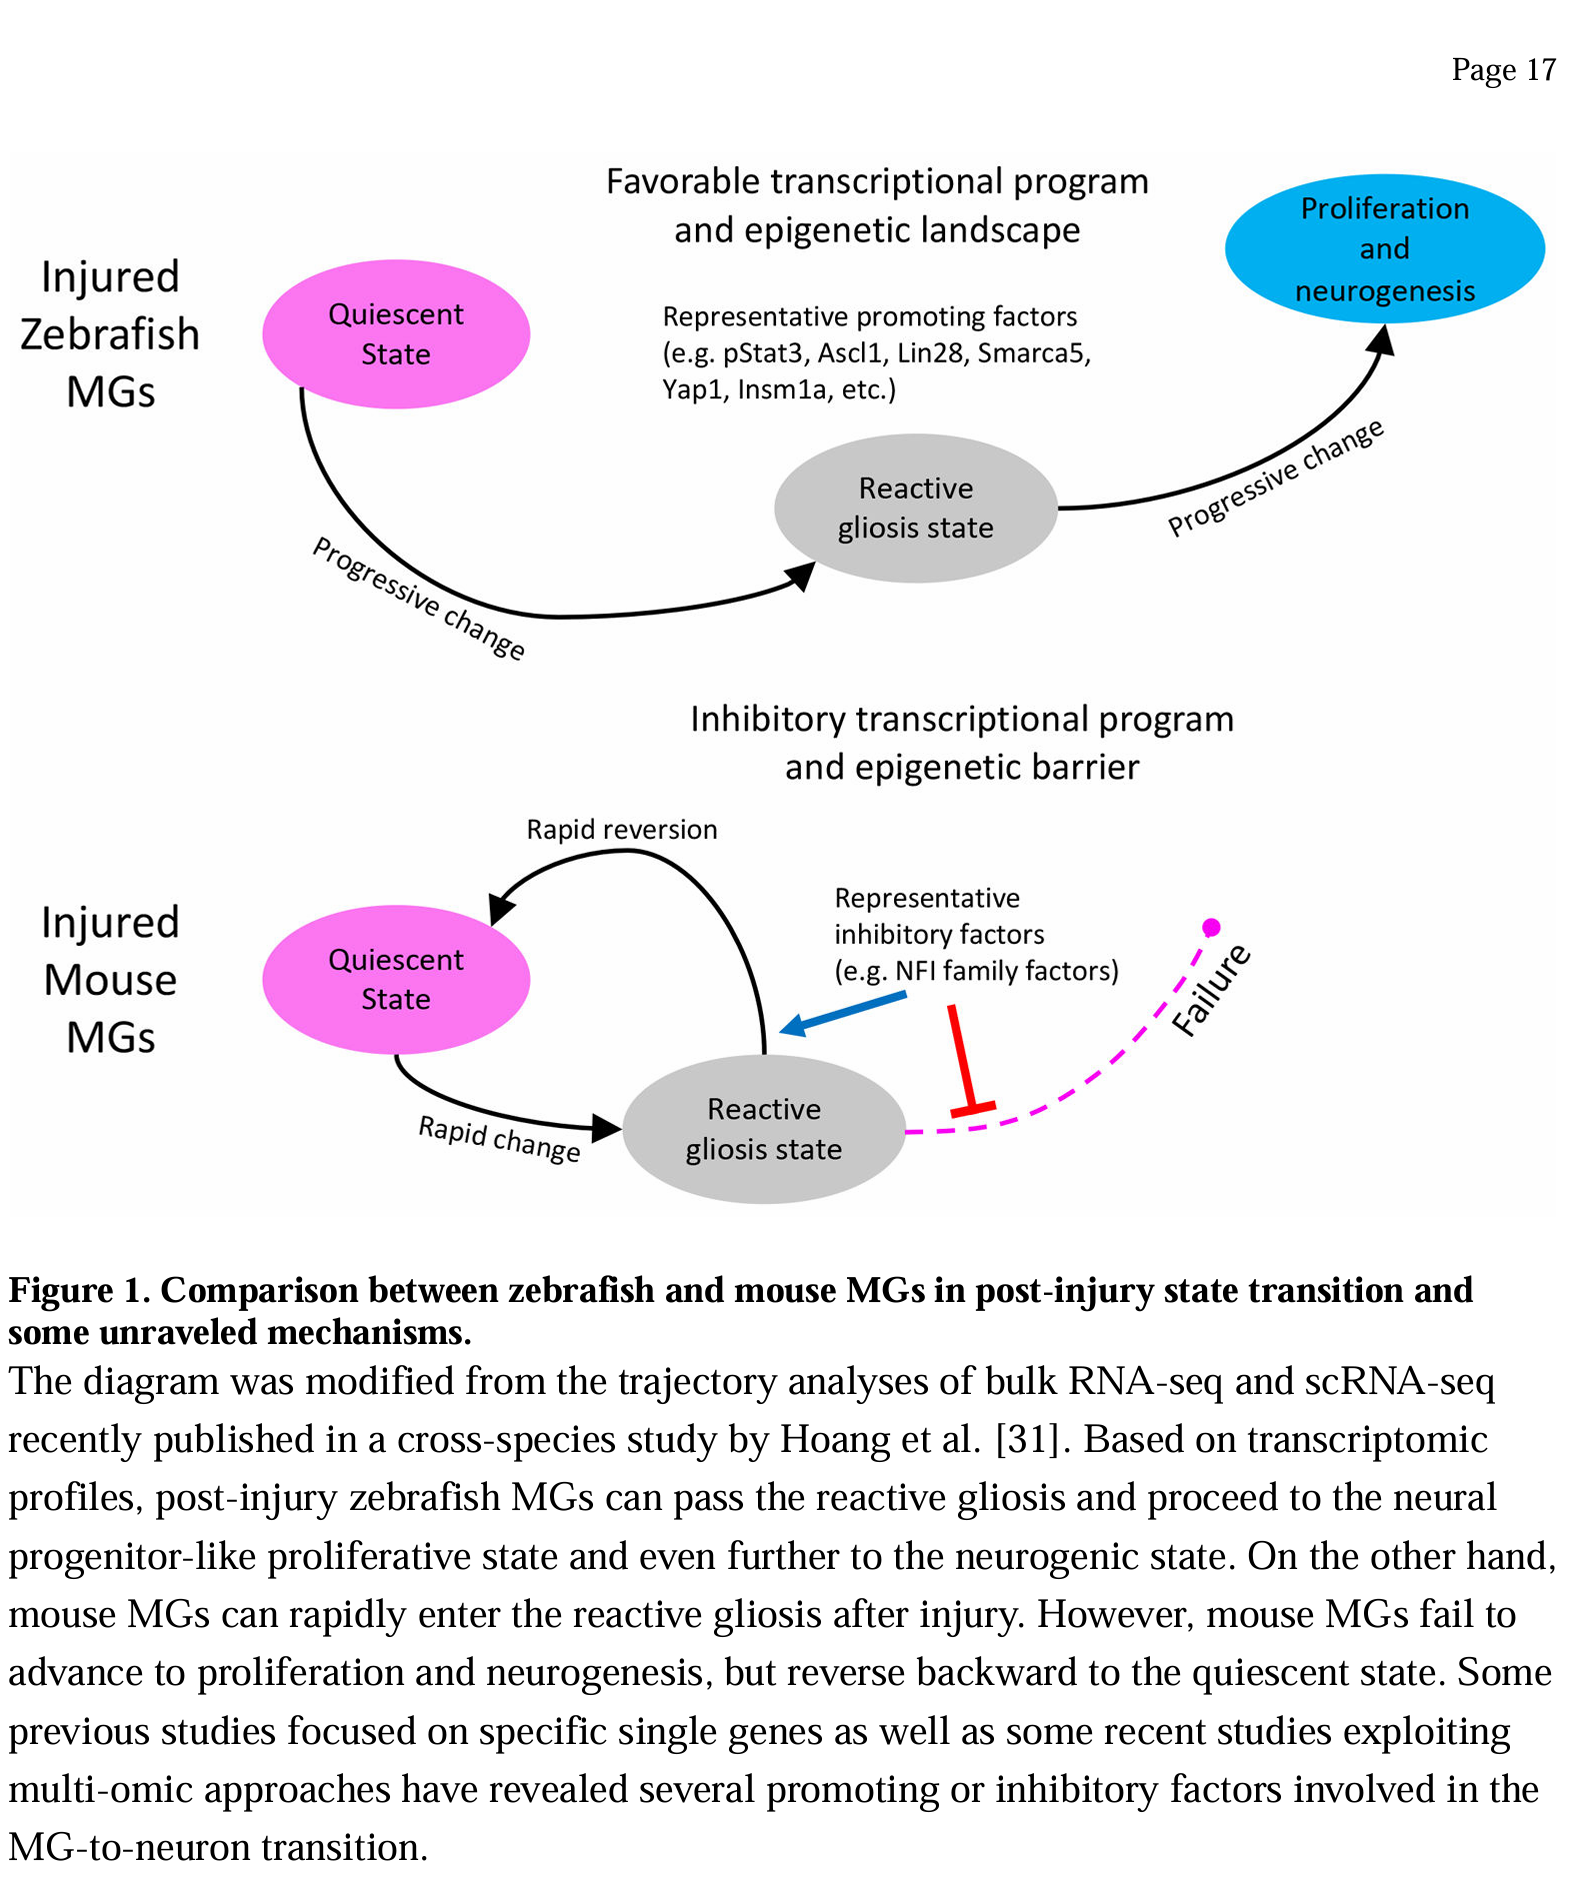 Page 17
Favorable transcriptional program
and epigenetic landscape
Proliferation
and
neurogenesis
Injured
Zebrafish
MGs
Quiescent
State
Representative promoting factors
(e.g. pStat3, Ascl1, Lin28, Smarca5,
Yap1, Insm1a, etc.)
Reactive
gliosis state
Progressive change
Progressive change
Inhibitory transcriptional program
and epigenetic barrier
Rapid reversion
Injured
Mouse
MGs
Quiescent
State
Representative
inhibitory factors
(e.g. NFI family factors)
Failure
Rapid change
Reactive
gliosis state
Figure 1. Comparison between zebrafish and mouse MGs in post-injury state transition and
some unraveled mechanisms.
The diagram was modified from the trajectory analyses of bulk RNA-seq and scRNA-seq
recently published in a cross-species study by Hoang et al. [31]. Based on transcriptomic
profiles, post-injury zebrafish MGs can pass the reactive gliosis and proceed to the neural
progenitor-like proliferative state and even further to the neurogenic state. On the other hand,
mouse MGs can rapidly enter the reactive gliosis after injury. However, mouse MGs fail to
advance to proliferation and neurogenesis, but reverse backward to the quiescent state. Some
previous studies focused on specific single genes as well as some recent studies exploiting
multi-omic approaches have revealed several promoting or inhibitory factors involved in the
MG-to-neuron transition.